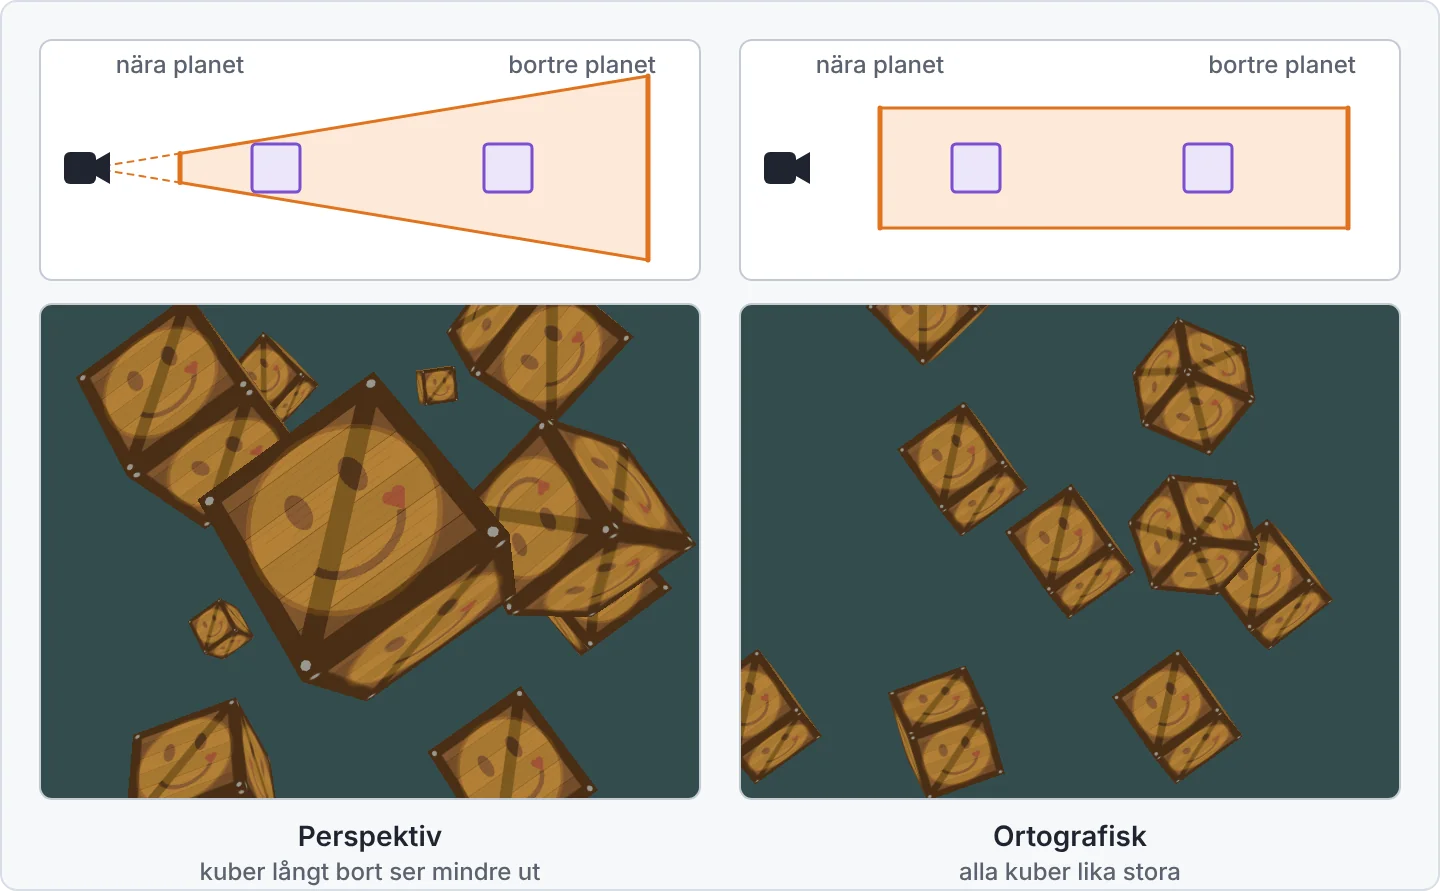 nära planet
bortre planet
nära planet
bortre planet
Perspektiv
kuber långt bort ser mindre ut
Ortografisk
alla kuber lika stora